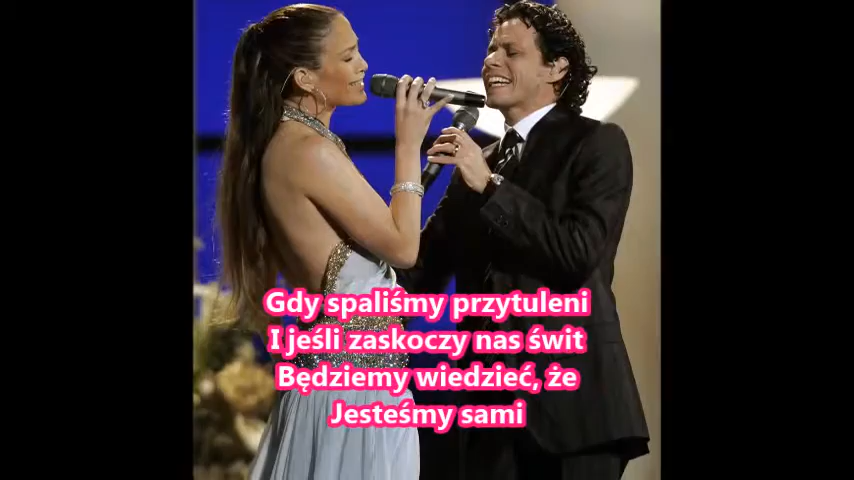 Gdy spaliśmy przytuleni
I jeśli zaskoczy nas świt
Będziemy wiedzieć, że
Jesteśmy sami